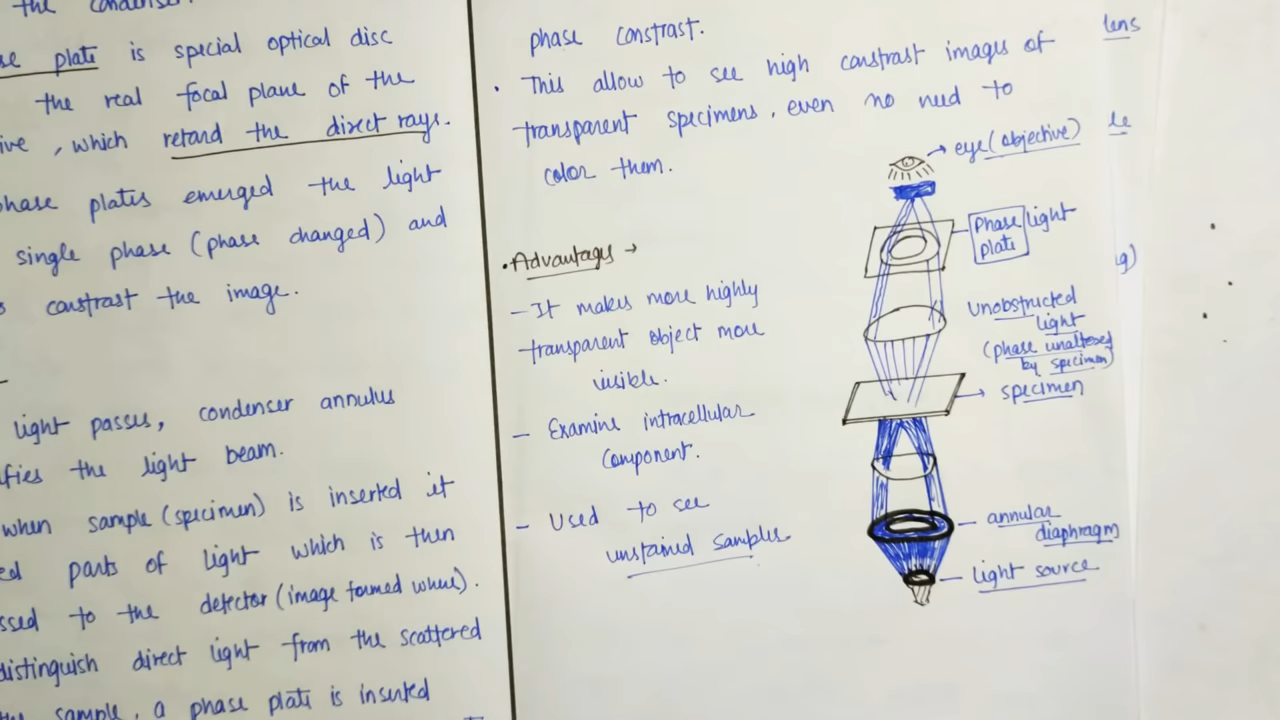 the condenser.
se plate is special optical disc
the real focal plane of the
ive, which retard the direct rays.
phase plates emerged the light
single phase (phase changed) and
constrast the image.
light passes, condenser annulus
fies the light beam.
when sample (specimen) is inserted it
ed parts of light which is then
ssed to the detector (image formed where).
distinguish direct light from the scattered
sample, a phase plate is inserted
phase constrast.
• This allow to see high constrast images of
transparent specimens, even no need to
color them.
• Advantages →
– It makes more highly
transparent object more
visible.
– Examine intracellular
component.
– Used to see
unstained samples
→ eye (objective)
Phase plate
light
Unobstructed
light
(phase unaltered
by specimen)
→ specimen
– annular
diaphragm
– light source
lens
le
g)